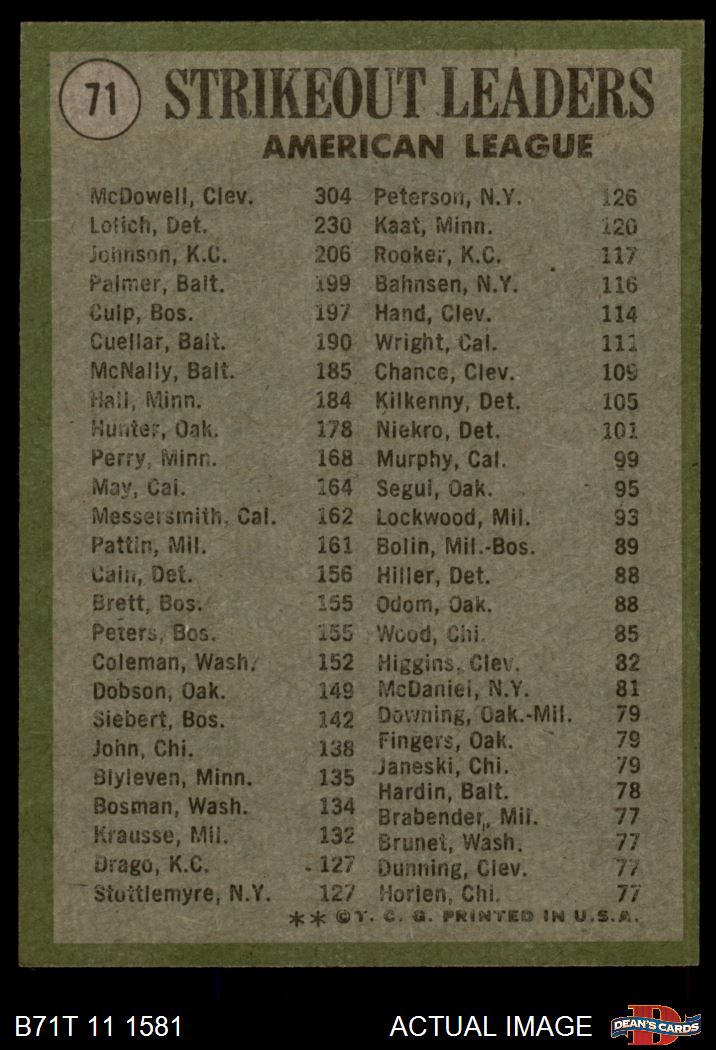 71
STRIKEOUT LEADERS
AMERICAN LEAGUE
McDowell, Clev. 304
Lolich, Det. 230
Johnson, K.C. 206
Palmer, Balt. 199
Culp, Bos. 197
Cuellar, Balt. 190
McNally, Balt. 185
Hall, Minn. 184
Hunter, Oak. 178
Perry, Minn. 168
May, Cal. 164
Messersmith, Cal. 162
Pattin, Mil. 161
Cain, Det. 156
Brett, Bos. 155
Peters, Bos. 155
Coleman, Wash. 152
Dobson, Oak. 149
Siebert, Bos. 142
John, Chi. 138
Blyleven, Minn. 135
Bosman, Wash. 134
Krausse, Mil. 132
Drago, K.C. 127
Stottlemyre, N.Y. 127
Peterson, N.Y. 126
Kaat, Minn. 120
Rooker, K.C. 117
Bahnsen, N.Y. 116
Hand, Clev. 114
Wright, Cal. 111
Chance, Clev. 109
Kilkenny, Det. 105
Niekro, Det. 101
Murphy, Cal. 99
Segui, Oak. 95
Lockwood, Mil. 93
Bolin, Mil.-Bos. 89
Hiller, Det. 88
Odom, Oak. 88
Wood, Chi. 85
Higgins, Clev. 82
McDaniel, N.Y. 81
Downing, Oak.-Mil. 79
Fingers, Oak. 79
Janeski, Chi. 79
Hardin, Balt. 78
Brabender, Mil. 77
Brunet, Wash. 77
Dunning, Clev. 77
Horlen, Chi. 77
** ©T. C. G. PRINTED IN U.S.A.
B71T 11 1581
ACTUAL IMAGE
D
DEAN'S CARDS